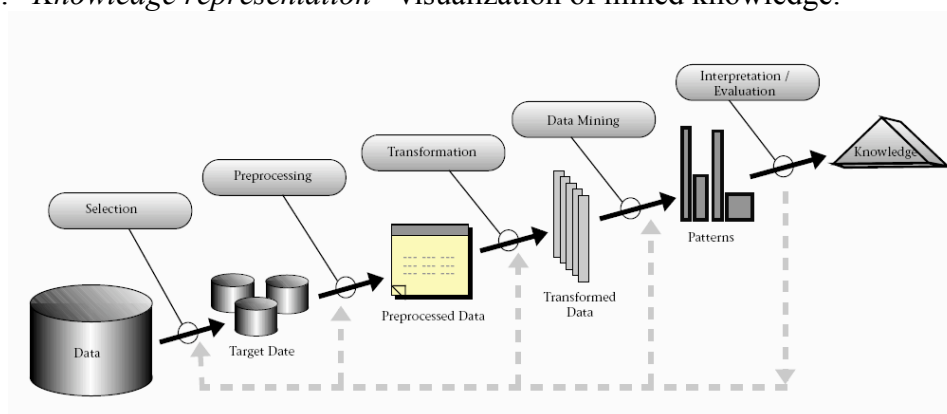 Knowledge representation
visualization of mined knowledge.
Interpretation /
Evaluation
Data Mining
Knowledge
Transformation
Preprocessing
Selection
Patterns
Transformed
Data
Preprocessed Data
Target Date
Data